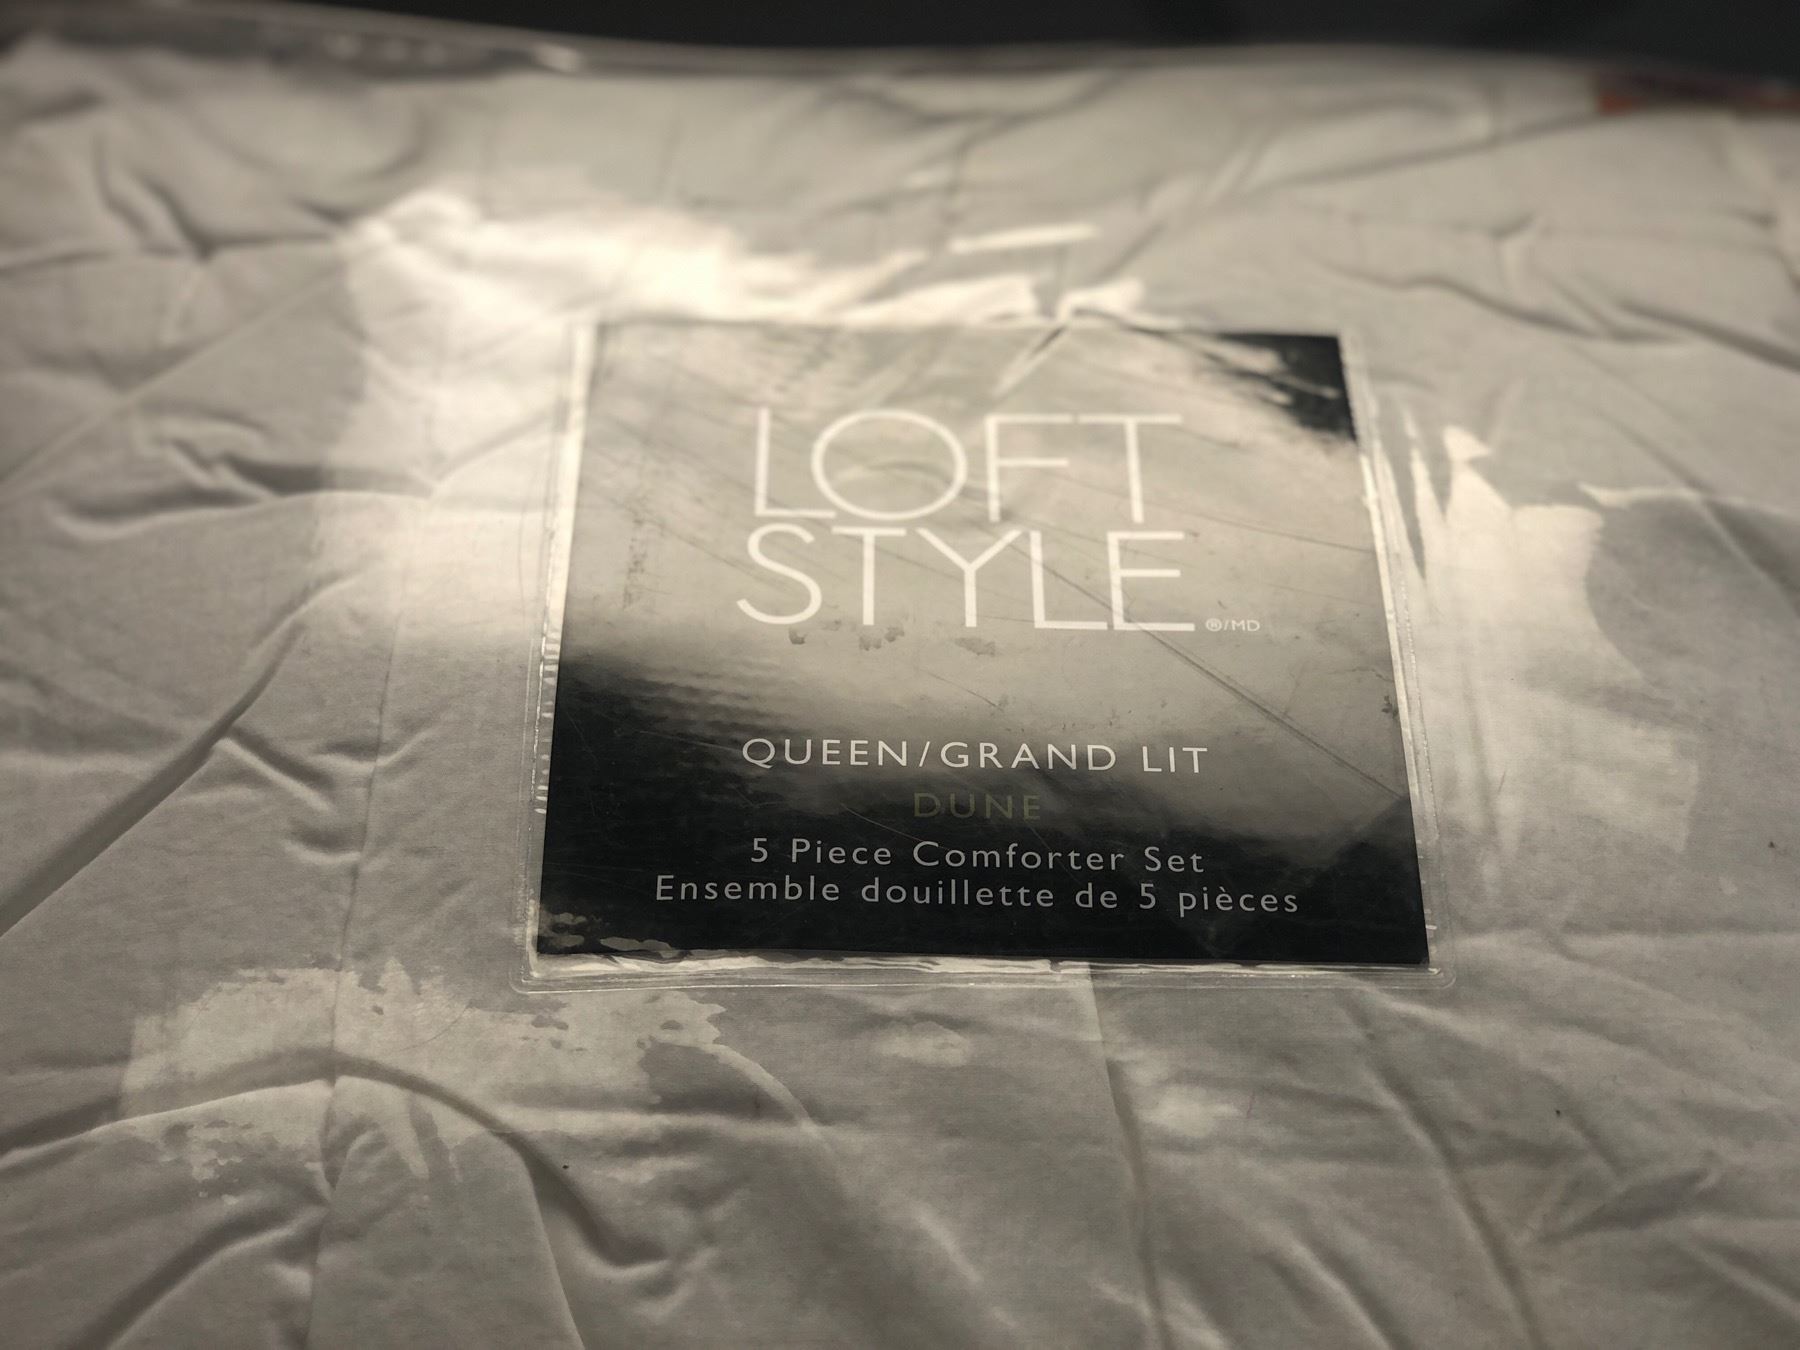 LOFT
STYLE ®/MD
QUEEN/GRAND LIT
DUNE
5 Piece Comforter Set
Ensemble douillette de 5 pièces